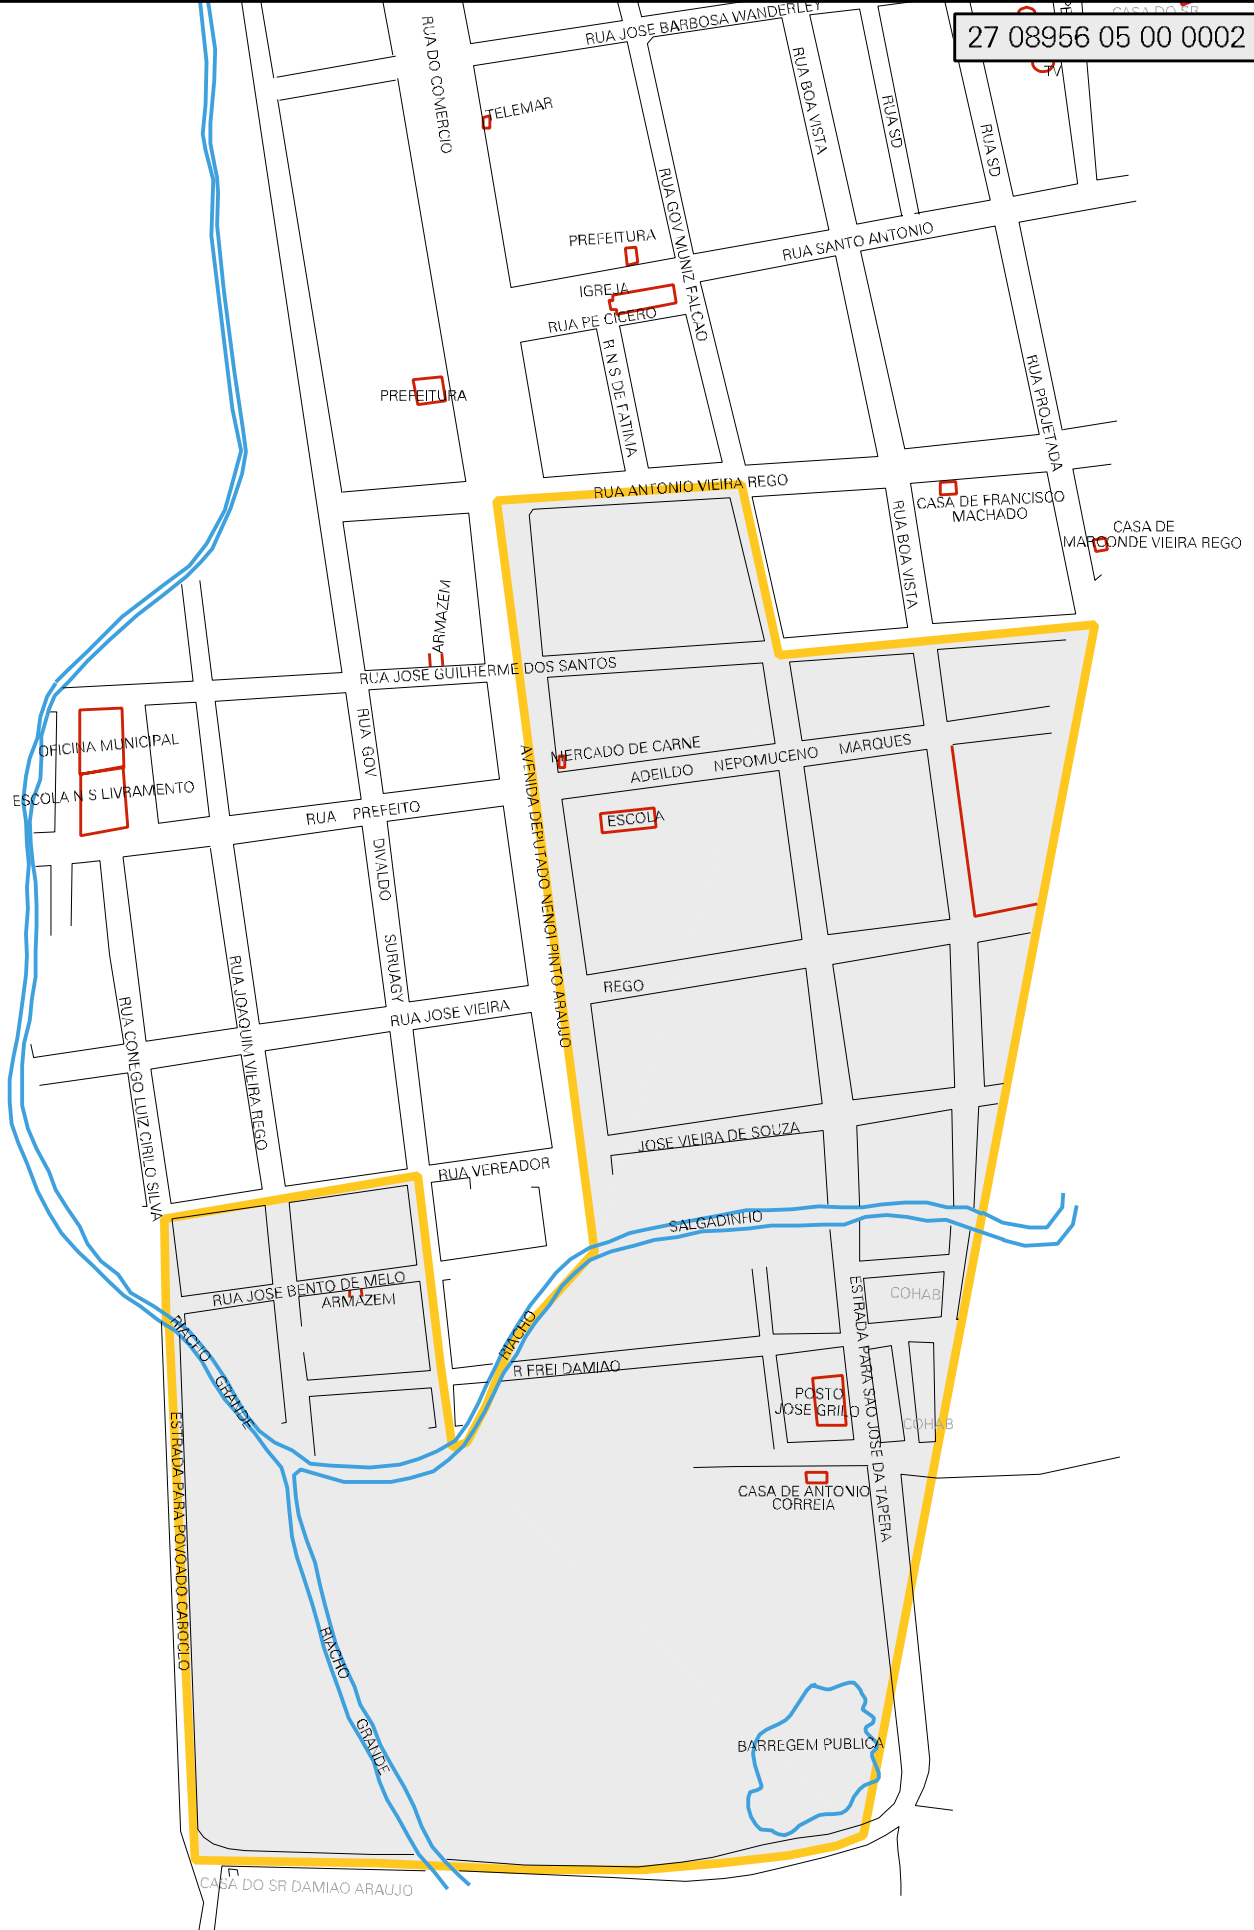 RUA JOSE BARBOSA WANDERLEY
CASA DO SR
27 08956 05 00 0002
RUA DO COMERCIO
TV
TELEMAR
RUA BOA VISTA
RUA SD
RUA SD
RUA GOV MUNIZ FALCAO
PREFEITURA
RUA SANTO ANTONIO
IGREJA
RUA PE CICERO
R N S DE FATIMA
PREFEITURA
RUA PROJETADA
RUA ANTONIO VIEIRA REGO
CASA DE FRANCISCO
MACHADO
RUA BOA VISTA
CASA DE
MARCONDE VIEIRA REGO
ARMAZEM
RUA JOSE GUILHERME DOS SANTOS
RUA GOV
OFICINA MUNICIPAL
MERCADO DE CARNE
ADEILDO NEPOMUCENO MARQUES
ESCOLA N S LIVRAMENTO
RUA PREFEITO
ESCOLA
AVENIDA DEPUTADO NENOI PINTO ARAUJO
DIVALDO
SURUAGY
REGO
RUA JOAQUIM VIEIRA REGO
RUA CONEGO LUIZ CIRILO SILVA
RUA JOSE VIEIRA
JOSE VIEIRA DE SOUZA
RUA VEREADOR
SALGADINHO
RUA JOSE BENTO DE MELO
ARMAZEM
COHAB
RIACHO
RIACHO
GRANDE
R FREI DAMIAO
ESTRADA PARA SAO JOSE DA TAPERA
POSTO
JOSE GRILO
COHAB
ESTRADA PARA POVOADO CABOCLO
CASA DE ANTONIO
CORREIA
RIACHO
GRANDE
BARREGEM PUBLICA
CASA DO SR DAMIAO ARAUJO